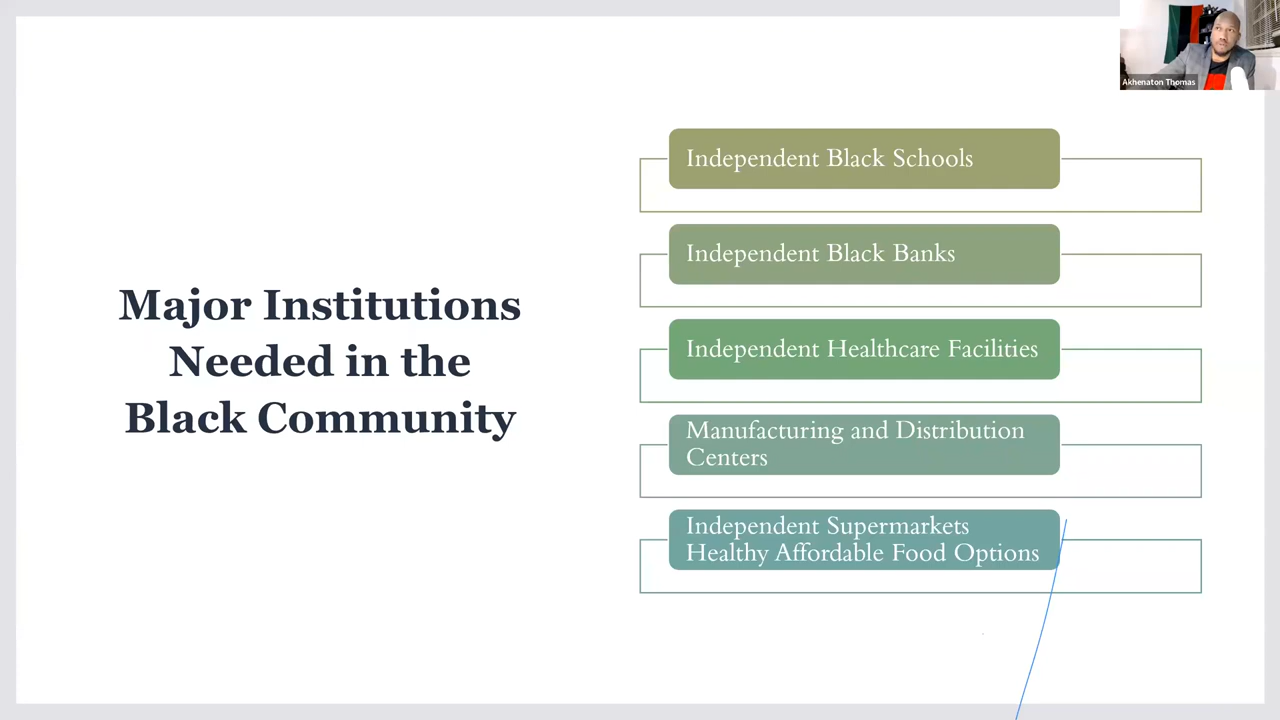 Akhenaton Thomas
Major Institutions
Needed in the
Black Community
Independent Black Schools
Independent Black Banks
Independent Healthcare Facilities
Manufacturing and Distribution
Centers
Independent Supermarkets
Healthy Affordable Food Options